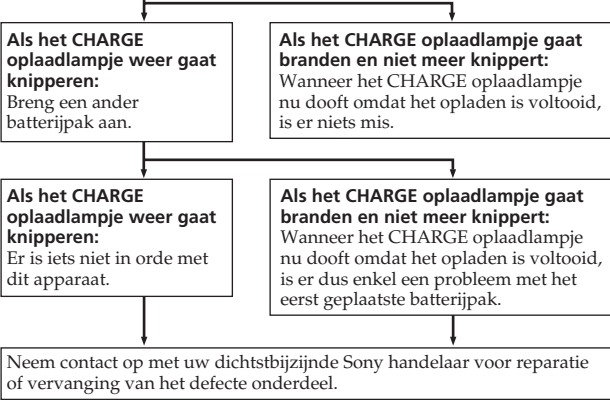 Als het CHARGE
oplaadlampje weer gaat
knipperen:
Breng een ander
batterijpak aan.
Als het CHARGE oplaadlampje gaat
branden en niet meer knippert:
Wanneer het CHARGE oplaadlampje
nu dooft omdat het opladen is voltooid,
is er niets mis.
Als het CHARGE
oplaadlampje weer gaat
knipperen:
Er is iets niet in orde met
dit apparaat.
Als het CHARGE oplaadlampje gaat
branden en niet meer knippert:
Wanneer het CHARGE oplaadlampje
nu dooft omdat het opladen is voltooid,
is er dus enkel een probleem met het
eerst geplaatste batterijpak.
Neem contact op met uw dichtstbijzijnde Sony handelaar voor reparatie
of vervanging van het defecte onderdeel.